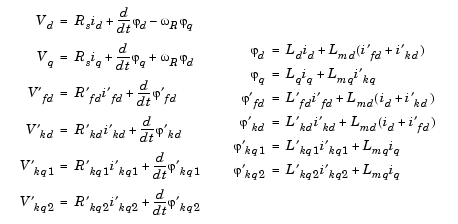 V_d = R_s i_d + d/dt φ_d − ω_R φ_q
V_q = R_s i_q + d/dt φ_q + ω_R φ_d
V′_fd = R′_fd i′_fd + d/dt φ′_fd
V′_kd = R′_kd i′_kd + d/dt φ′_kd
V′_kq1 = R′_kq1 i′_kq1 + d/dt φ′_kq1
V′_kq2 = R′_kq2 i′_kq2 + d/dt φ′_kq2
φ_d = L_d i_d + L_md (i′_fd + i′_kd)
φ_q = L_q i_q + L_mq i′_kq
φ′_fd = L′_fd i′_fd + L_md (i_d + i′_kd)
φ′_kd = L′_kd i′_kd + L_md (i_d + i′_fd)
φ′_kq1 = L′_kq1 i′_kq1 + L_mq i_q
φ′_kq2 = L′_kq2 i′_kq2 + L_mq i_q